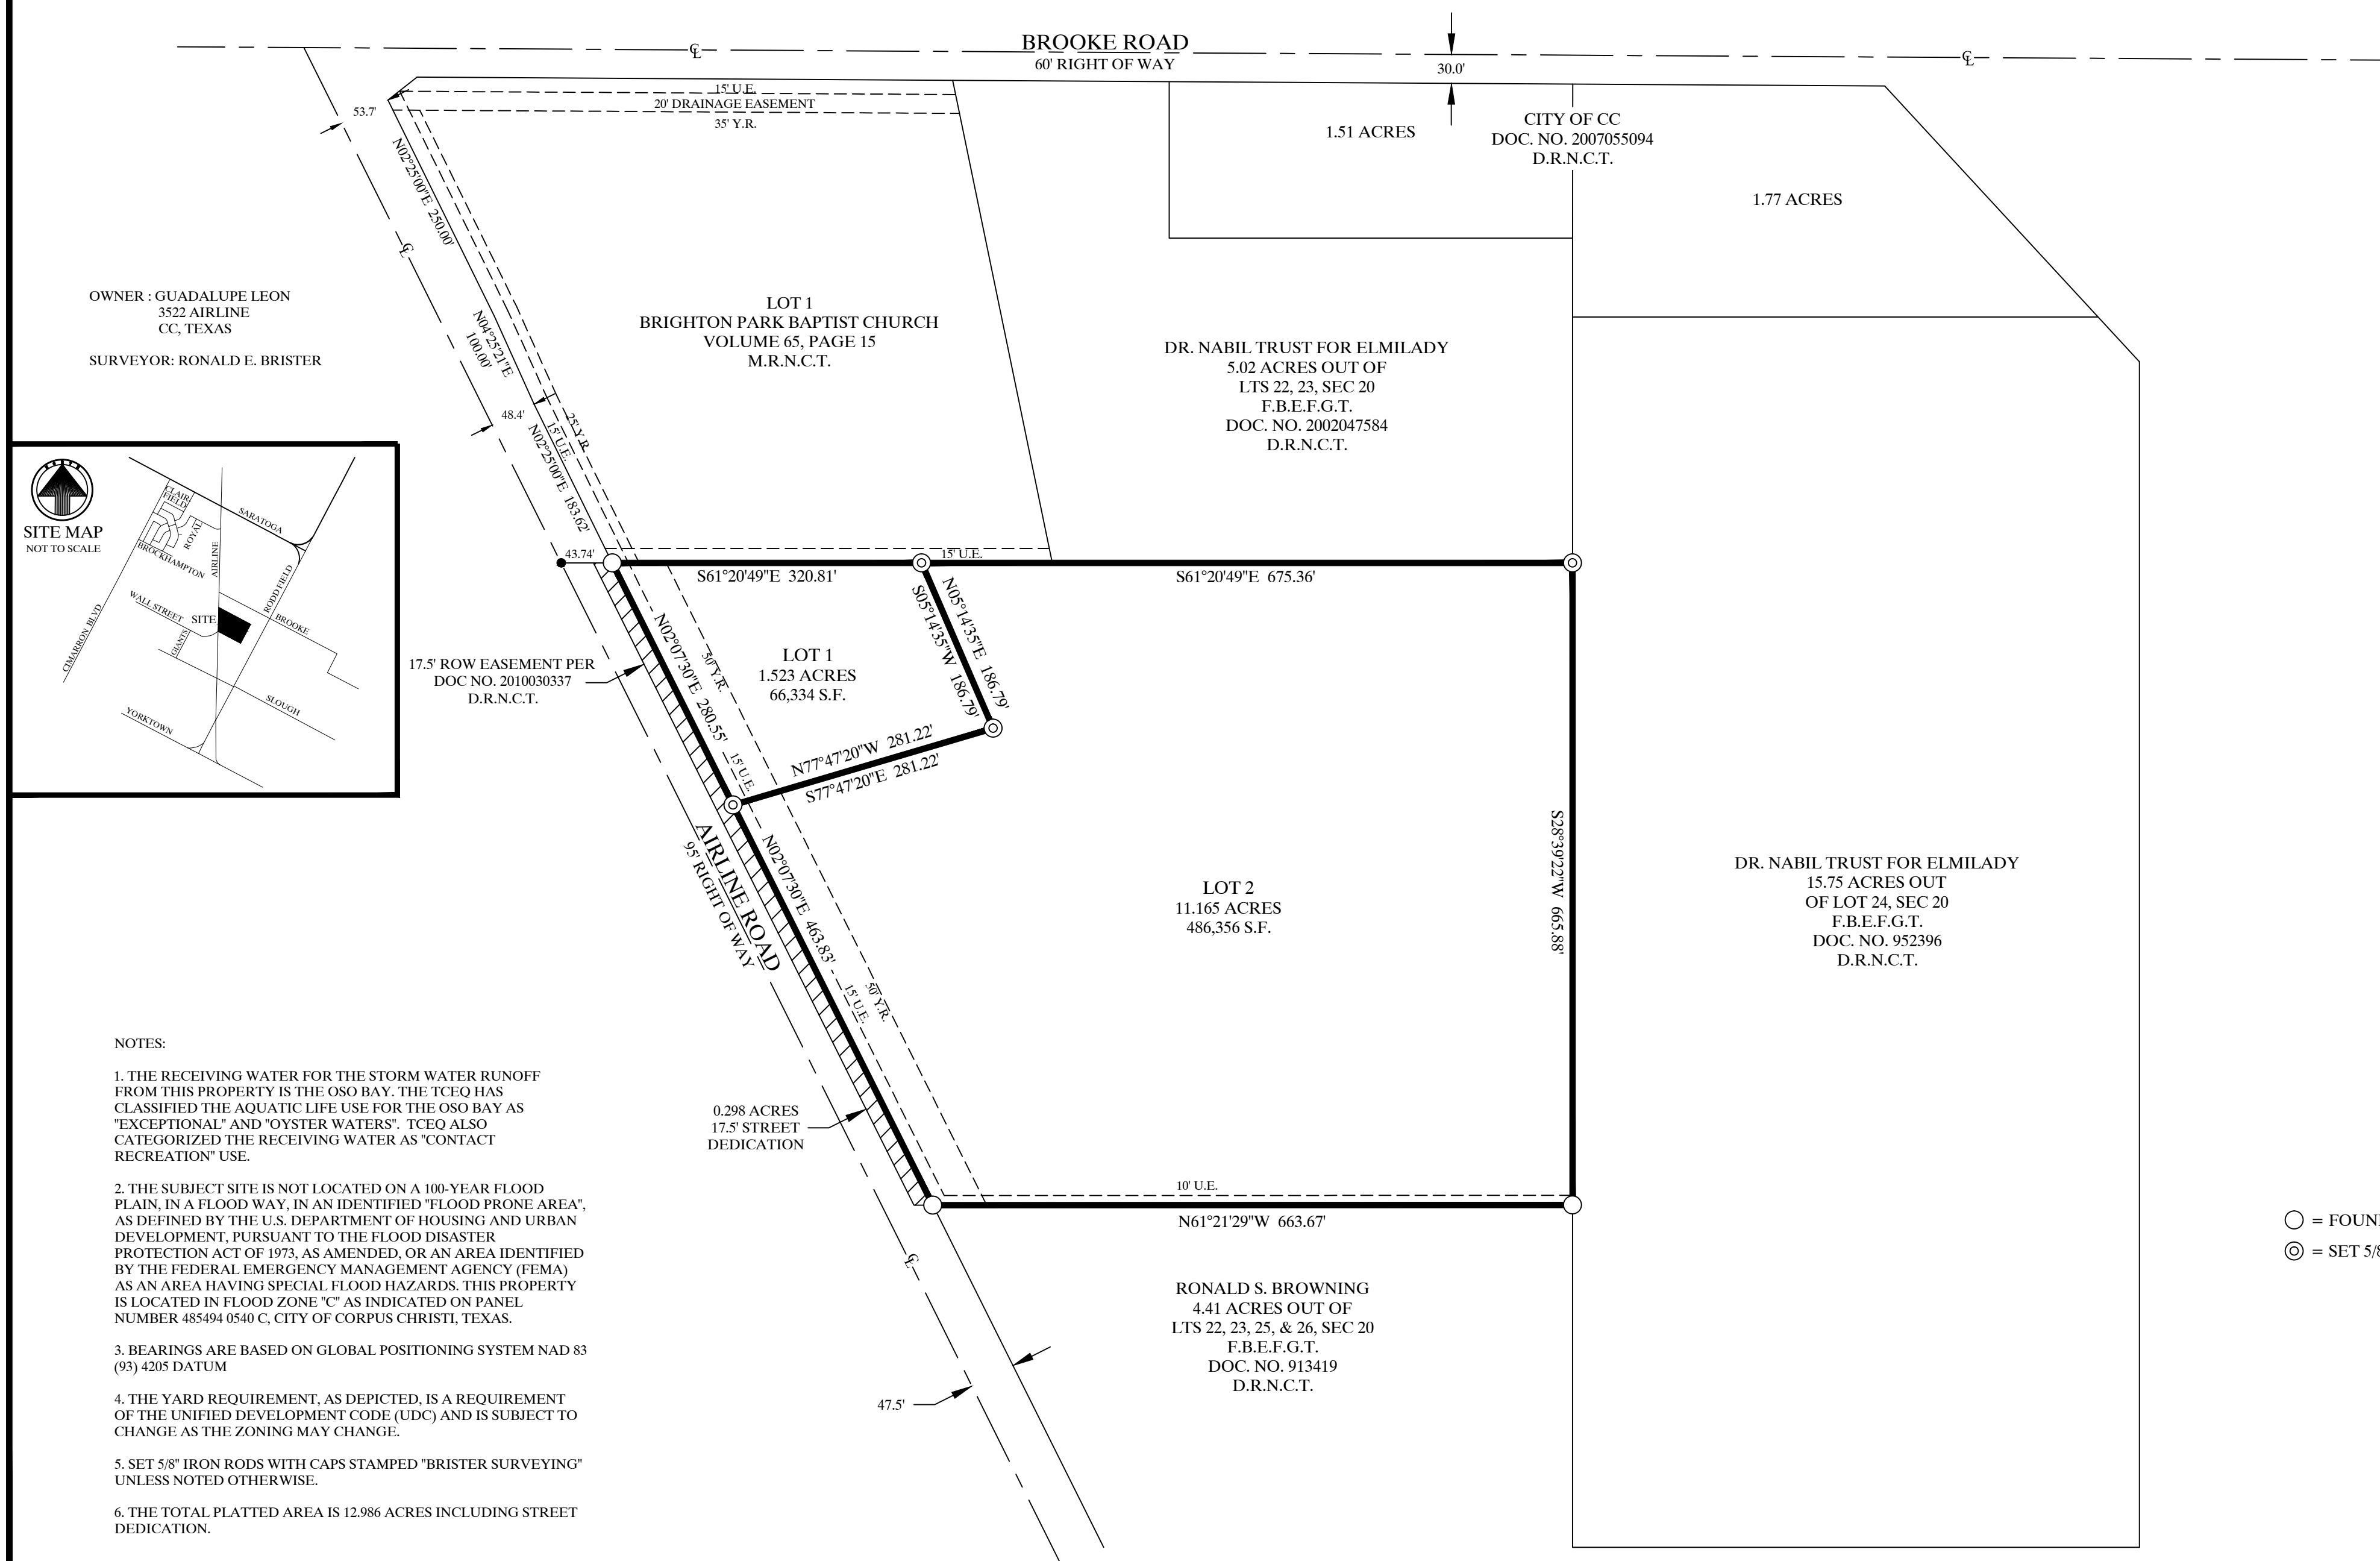 BROOKE ROAD
60' RIGHT OF WAY
℄
℄
30.0'
15' U.E.
20' DRAINAGE EASEMENT
35' Y.R.
53.7'
N02°25'00"E 250.00'
℄
1.51 ACRES
CITY OF CC
DOC. NO. 2007055094
D.R.N.C.T.
1.77 ACRES
OWNER : GUADALUPE LEON
3522 AIRLINE
CC, TEXAS
SURVEYOR: RONALD E. BRISTER
LOT 1
BRIGHTON PARK BAPTIST CHURCH
VOLUME 65, PAGE 15
M.R.N.C.T.
N04°25'21"E
100.00'
DR. NABIL TRUST FOR ELMILADY
5.02 ACRES OUT OF
LTS 22, 23, SEC 20
F.B.E.F.G.T.
DOC. NO. 2002047584
D.R.N.C.T.
48.4'
25' Y.R.
15' U.E.
N02°25'00"E 183.62'
SITE MAP
NOT TO SCALE
CLAIR
FIELD
ROYAL
SARATOGA
BROCKHAMPTON
AIRLINE
RODD FIELD
WALL STREET
SITE
BROOKE
CIMARRON BLVD
GIANTS
SLOUGH
YORKTOWN
43.74'
15' U.E.
S61°20'49"E 320.81'
S61°20'49"E 675.36'
N05°14'35"E 186.79'
S05°14'35"W 186.79'
N02°07'30"E 280.55'
50' Y.R.
LOT 1
1.523 ACRES
66,334 S.F.
17.5' ROW EASEMENT PER
DOC NO. 2010030337
D.R.N.C.T.
N77°47'20"W 281.22'
S77°47'20"E 281.22'
15' U.E.
AIRLINE ROAD
95' RIGHT OF WAY
N02°07'30"E 463.83'
S28°39'22"W 665.88'
LOT 2
11.165 ACRES
486,356 S.F.
DR. NABIL TRUST FOR ELMILADY
15.75 ACRES OUT
OF LOT 24, SEC 20
F.B.E.F.G.T.
DOC. NO. 952396
D.R.N.C.T.
15' U.E.
50' Y.R.
0.298 ACRES
17.5' STREET
DEDICATION
10' U.E.
N61°21'29"W 663.67'
℄
RONALD S. BROWNING
4.41 ACRES OUT OF
LTS 22, 23, 25, & 26, SEC 20
F.B.E.F.G.T.
DOC. NO. 913419
D.R.N.C.T.
47.5'
= FOUN
= SET 5/8
NOTES:
1. THE RECEIVING WATER FOR THE STORM WATER RUNOFF
FROM THIS PROPERTY IS THE OSO BAY. THE TCEQ HAS
CLASSIFIED THE AQUATIC LIFE USE FOR THE OSO BAY AS
"EXCEPTIONAL" AND "OYSTER WATERS". TCEQ ALSO
CATEGORIZED THE RECEIVING WATER AS "CONTACT
RECREATION" USE.
2. THE SUBJECT SITE IS NOT LOCATED ON A 100-YEAR FLOOD
PLAIN, IN A FLOOD WAY, IN AN IDENTIFIED "FLOOD PRONE AREA",
AS DEFINED BY THE U.S. DEPARTMENT OF HOUSING AND URBAN
DEVELOPMENT, PURSUANT TO THE FLOOD DISASTER
PROTECTION ACT OF 1973, AS AMENDED, OR AN AREA IDENTIFIED
BY THE FEDERAL EMERGENCY MANAGEMENT AGENCY (FEMA)
AS AN AREA HAVING SPECIAL FLOOD HAZARDS. THIS PROPERTY
IS LOCATED IN FLOOD ZONE "C" AS INDICATED ON PANEL
NUMBER 485494 0540 C, CITY OF CORPUS CHRISTI, TEXAS.
3. BEARINGS ARE BASED ON GLOBAL POSITIONING SYSTEM NAD 83
(93) 4205 DATUM
4. THE YARD REQUIREMENT, AS DEPICTED, IS A REQUIREMENT
OF THE UNIFIED DEVELOPMENT CODE (UDC) AND IS SUBJECT TO
CHANGE AS THE ZONING MAY CHANGE.
5. SET 5/8" IRON RODS WITH CAPS STAMPED "BRISTER SURVEYING"
UNLESS NOTED OTHERWISE.
6. THE TOTAL PLATTED AREA IS 12.986 ACRES INCLUDING STREET
DEDICATION.